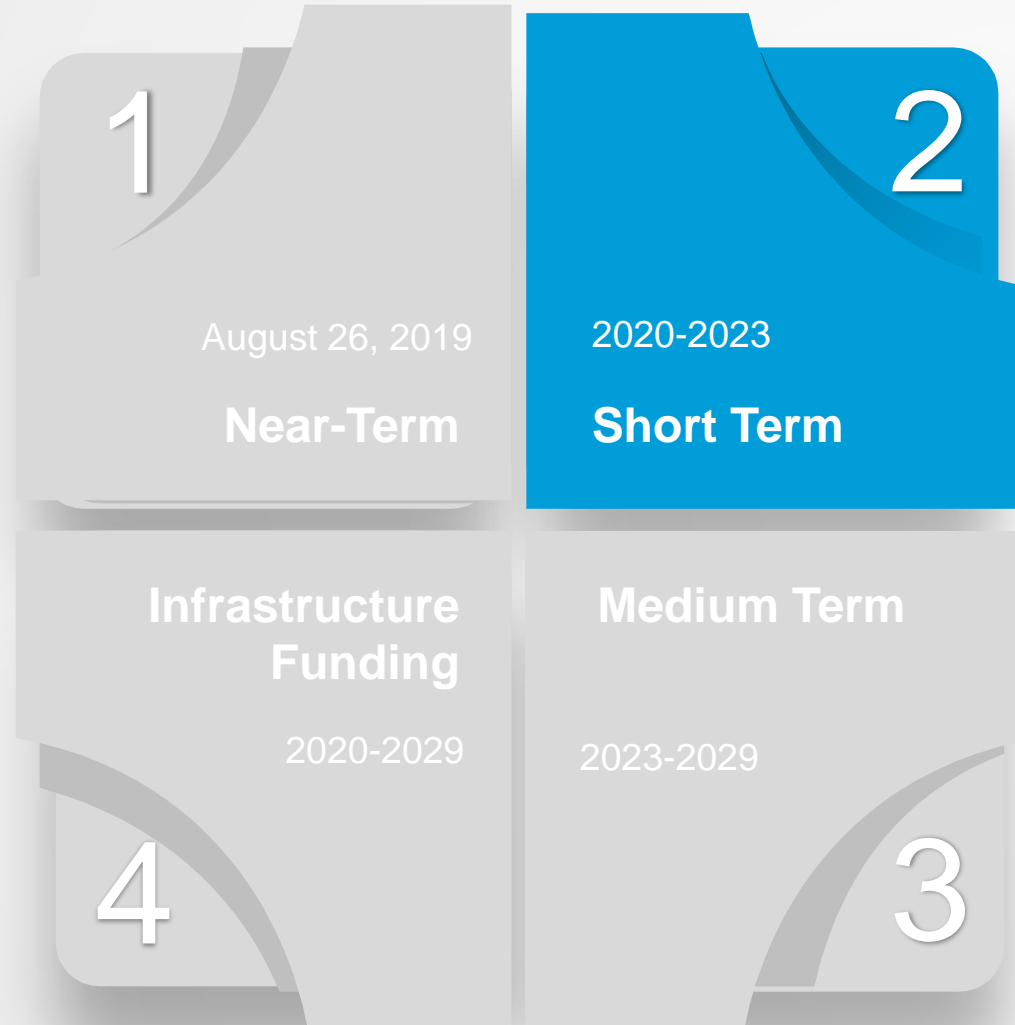 1
August 26, 2019
Near-Term
2
2020-2023
Short Term
Infrastructure
Funding
2020-2029
4
Medium Term
2023-2029
3